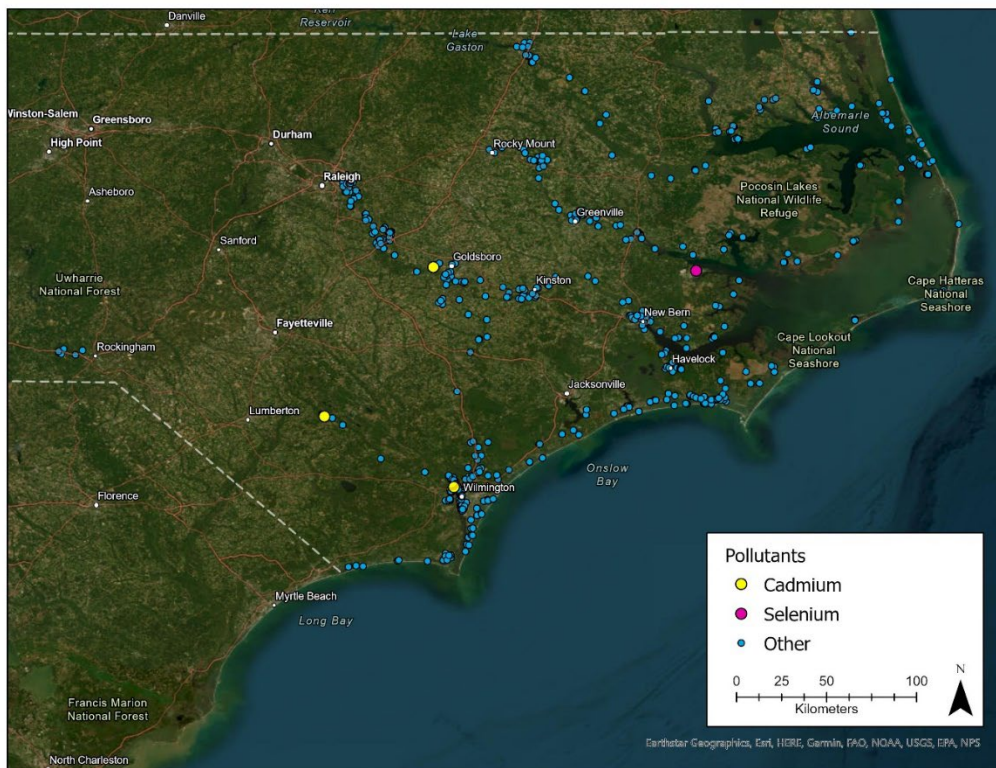 Danville
Kerr
Reservoir
Lake
Gaston
Winston-Salem
Greensboro
High Point
Durham
Rocky Mount
Albemarle
Sound
Raleigh
Asheboro
Pocosin Lakes
National Wildlife
Refuge
Greenville
Sanford
Goldsboro
Uwharrie
National Forest
Kinston
Cape Hatteras
National
Seashore
New Bern
Fayetteville
Cape Lookout
National
Seashore
Rockingham
Havelock
Jacksonville
Lumberton
Onslow
Bay
Wilmington
Florence
Myrtle Beach
Long Bay
Francis Marion
National Forest
North Charleston
Pollutants
Cadmium
Selenium
Other
0 25 50 100
Kilometers
N
Earthstar Geographics, Esri, HERE, Garmin, FAO, NOAA, USGS, EPA, NPS